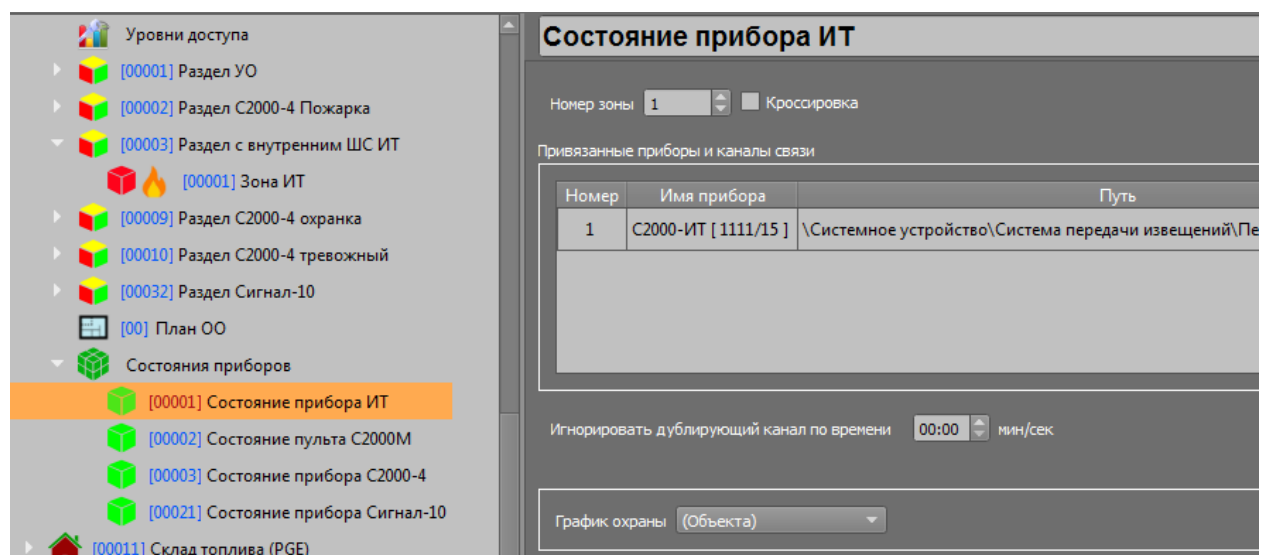 Уровни доступа
[00001] Раздел УО
[00002] Раздел С2000-4 Пожарка
[00003] Раздел с внутренним ШС ИТ
[00001] Зона ИТ
[00009] Раздел С2000-4 охранка
[00010] Раздел С2000-4 тревожный
[00032] Раздел Сигнал-10
[00] План ОО
Состояния приборов
[00001] Состояние прибора ИТ
[00002] Состояние пульта С2000М
[00003] Состояние прибора С2000-4
[00021] Состояние прибора Сигнал-10
[00011] Склад топлива (PGE)
Состояние прибора ИТ
Номер зоны 1 Кроссировка
Привязанные приборы и каналы связи
Номер Имя прибора Путь
1 С2000-ИТ [ 1111/15 ] \Системное устройство\Система передачи извещений\Пе
Игнорировать дублирующий канал по времени 00:00 мин/сек
График охраны (Объекта)